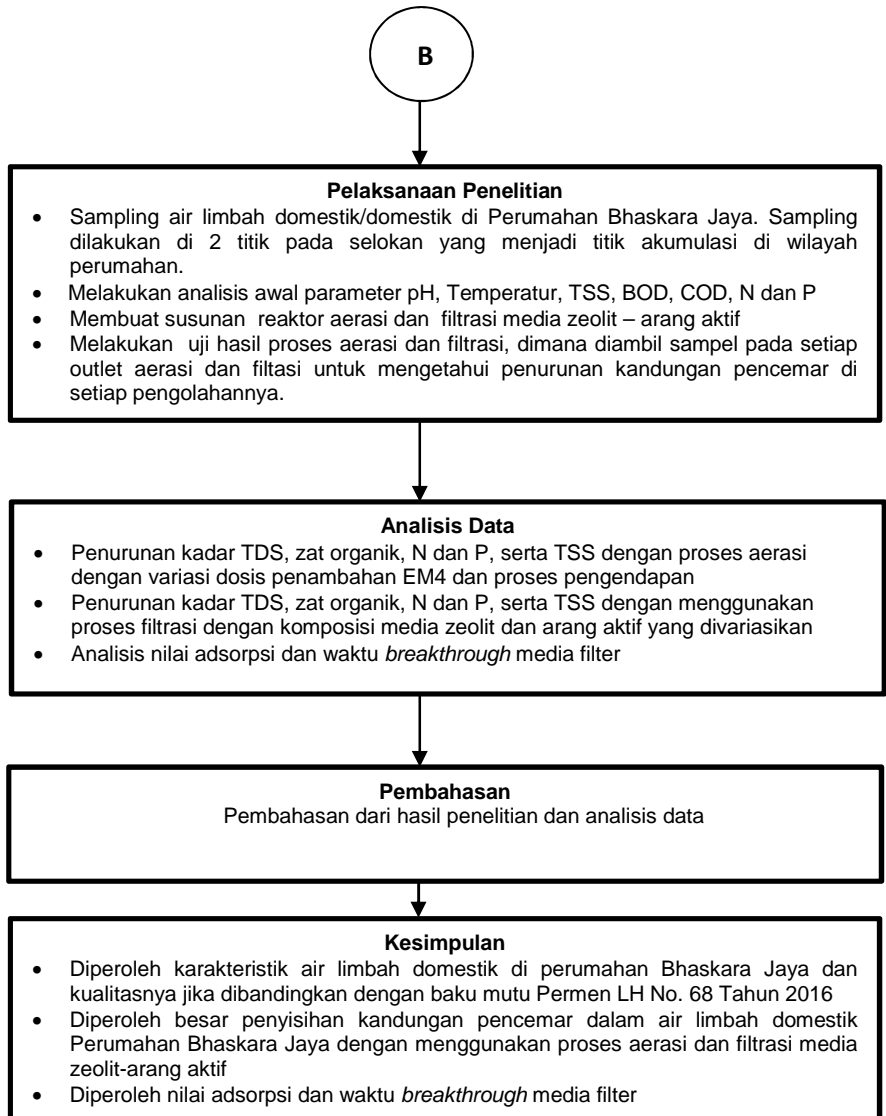 B
Pelaksanaan Penelitian
• Sampling air limbah domestik/domestik di Perumahan Bhaskara Jaya. Sampling
dilakukan di 2 titik pada selokan yang menjadi titik akumulasi di wilayah
perumahan.
• Melakukan analisis awal parameter pH, Temperatur, TSS, BOD, COD, N dan P
• Membuat susunan reaktor aerasi dan filtrasi media zeolit – arang aktif
• Melakukan uji hasil proses aerasi dan filtrasi, dimana diambil sampel pada setiap
outlet aerasi dan filtasi untuk mengetahui penurunan kandungan pencemar di
setiap pengolahannya.
Analisis Data
• Penurunan kadar TDS, zat organik, N dan P, serta TSS dengan proses aerasi
dengan variasi dosis penambahan EM4 dan proses pengendapan
• Penurunan kadar TDS, zat organik, N dan P, serta TSS dengan menggunakan
proses filtrasi dengan komposisi media zeolit dan arang aktif yang divariasikan
• Analisis nilai adsorpsi dan waktu breakthrough media filter
Pembahasan
Pembahasan dari hasil penelitian dan analisis data
Kesimpulan
• Diperoleh karakteristik air limbah domestik di perumahan Bhaskara Jaya dan
kualitasnya jika dibandingkan dengan baku mutu Permen LH No. 68 Tahun 2016
• Diperoleh besar penyisihan kandungan pencemar dalam air limbah domestik
Perumahan Bhaskara Jaya dengan menggunakan proses aerasi dan filtrasi media
zeolit-arang aktif
• Diperoleh nilai adsorpsi dan waktu breakthrough media filter